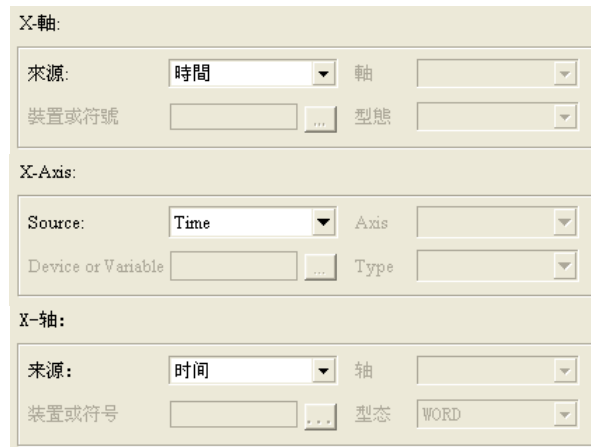 X-軸:
來源: 時間 軸
裝置或符號 ... 型態
X-Axis:
Source: Time Axis
Device or Variable ... Type
X-轴:
来源: 时间 轴
装置或符号 ... 型态 WORD